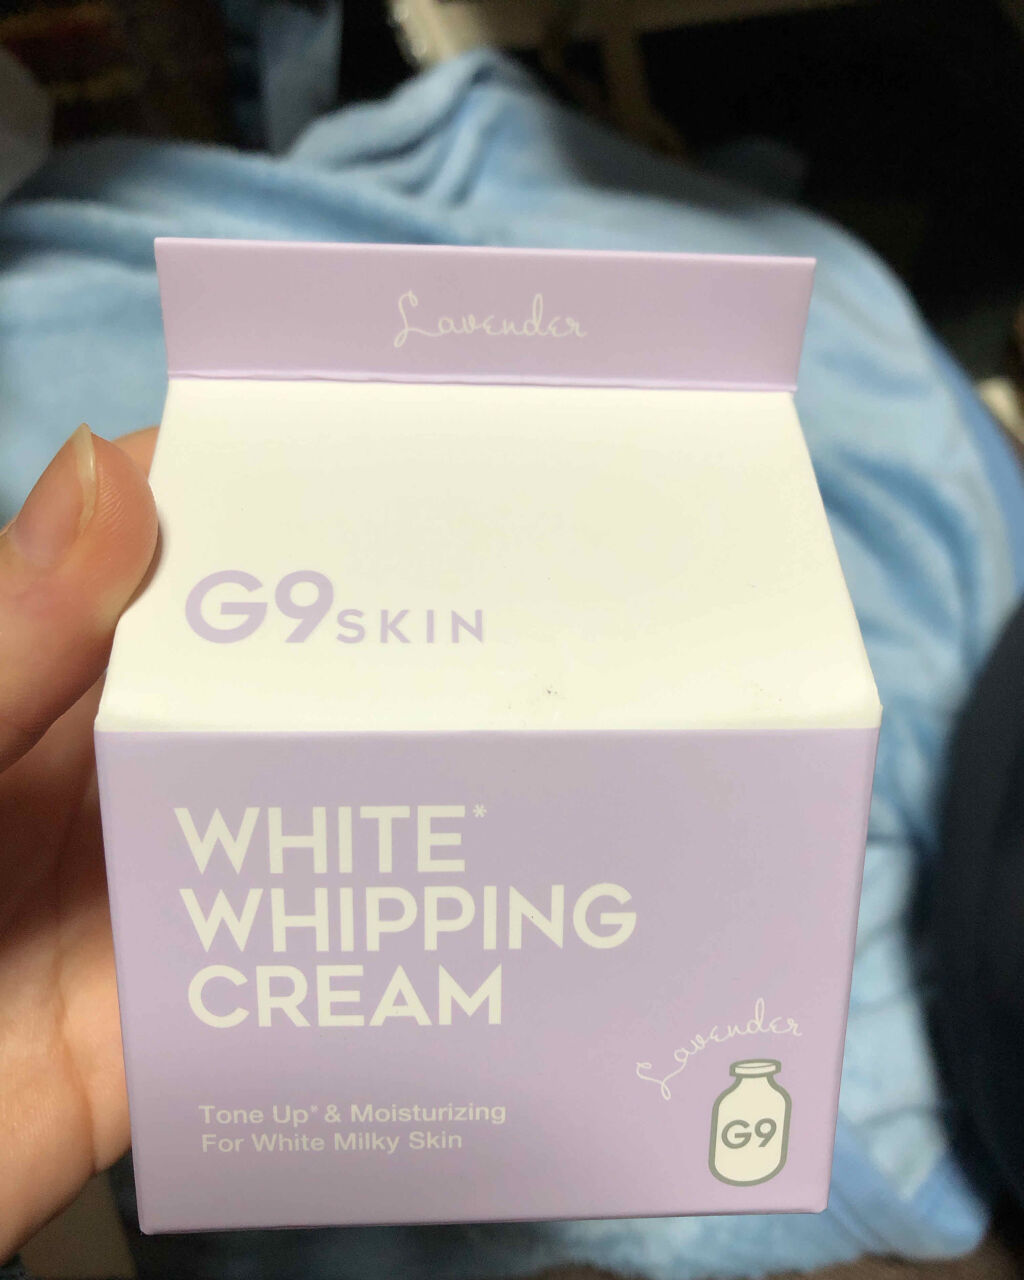 Lavender
G9SKIN
WHITE*
WHIPPING
CREAM
Lavender
G9
Tone Up* & Moisturizing
For White Milky Skin